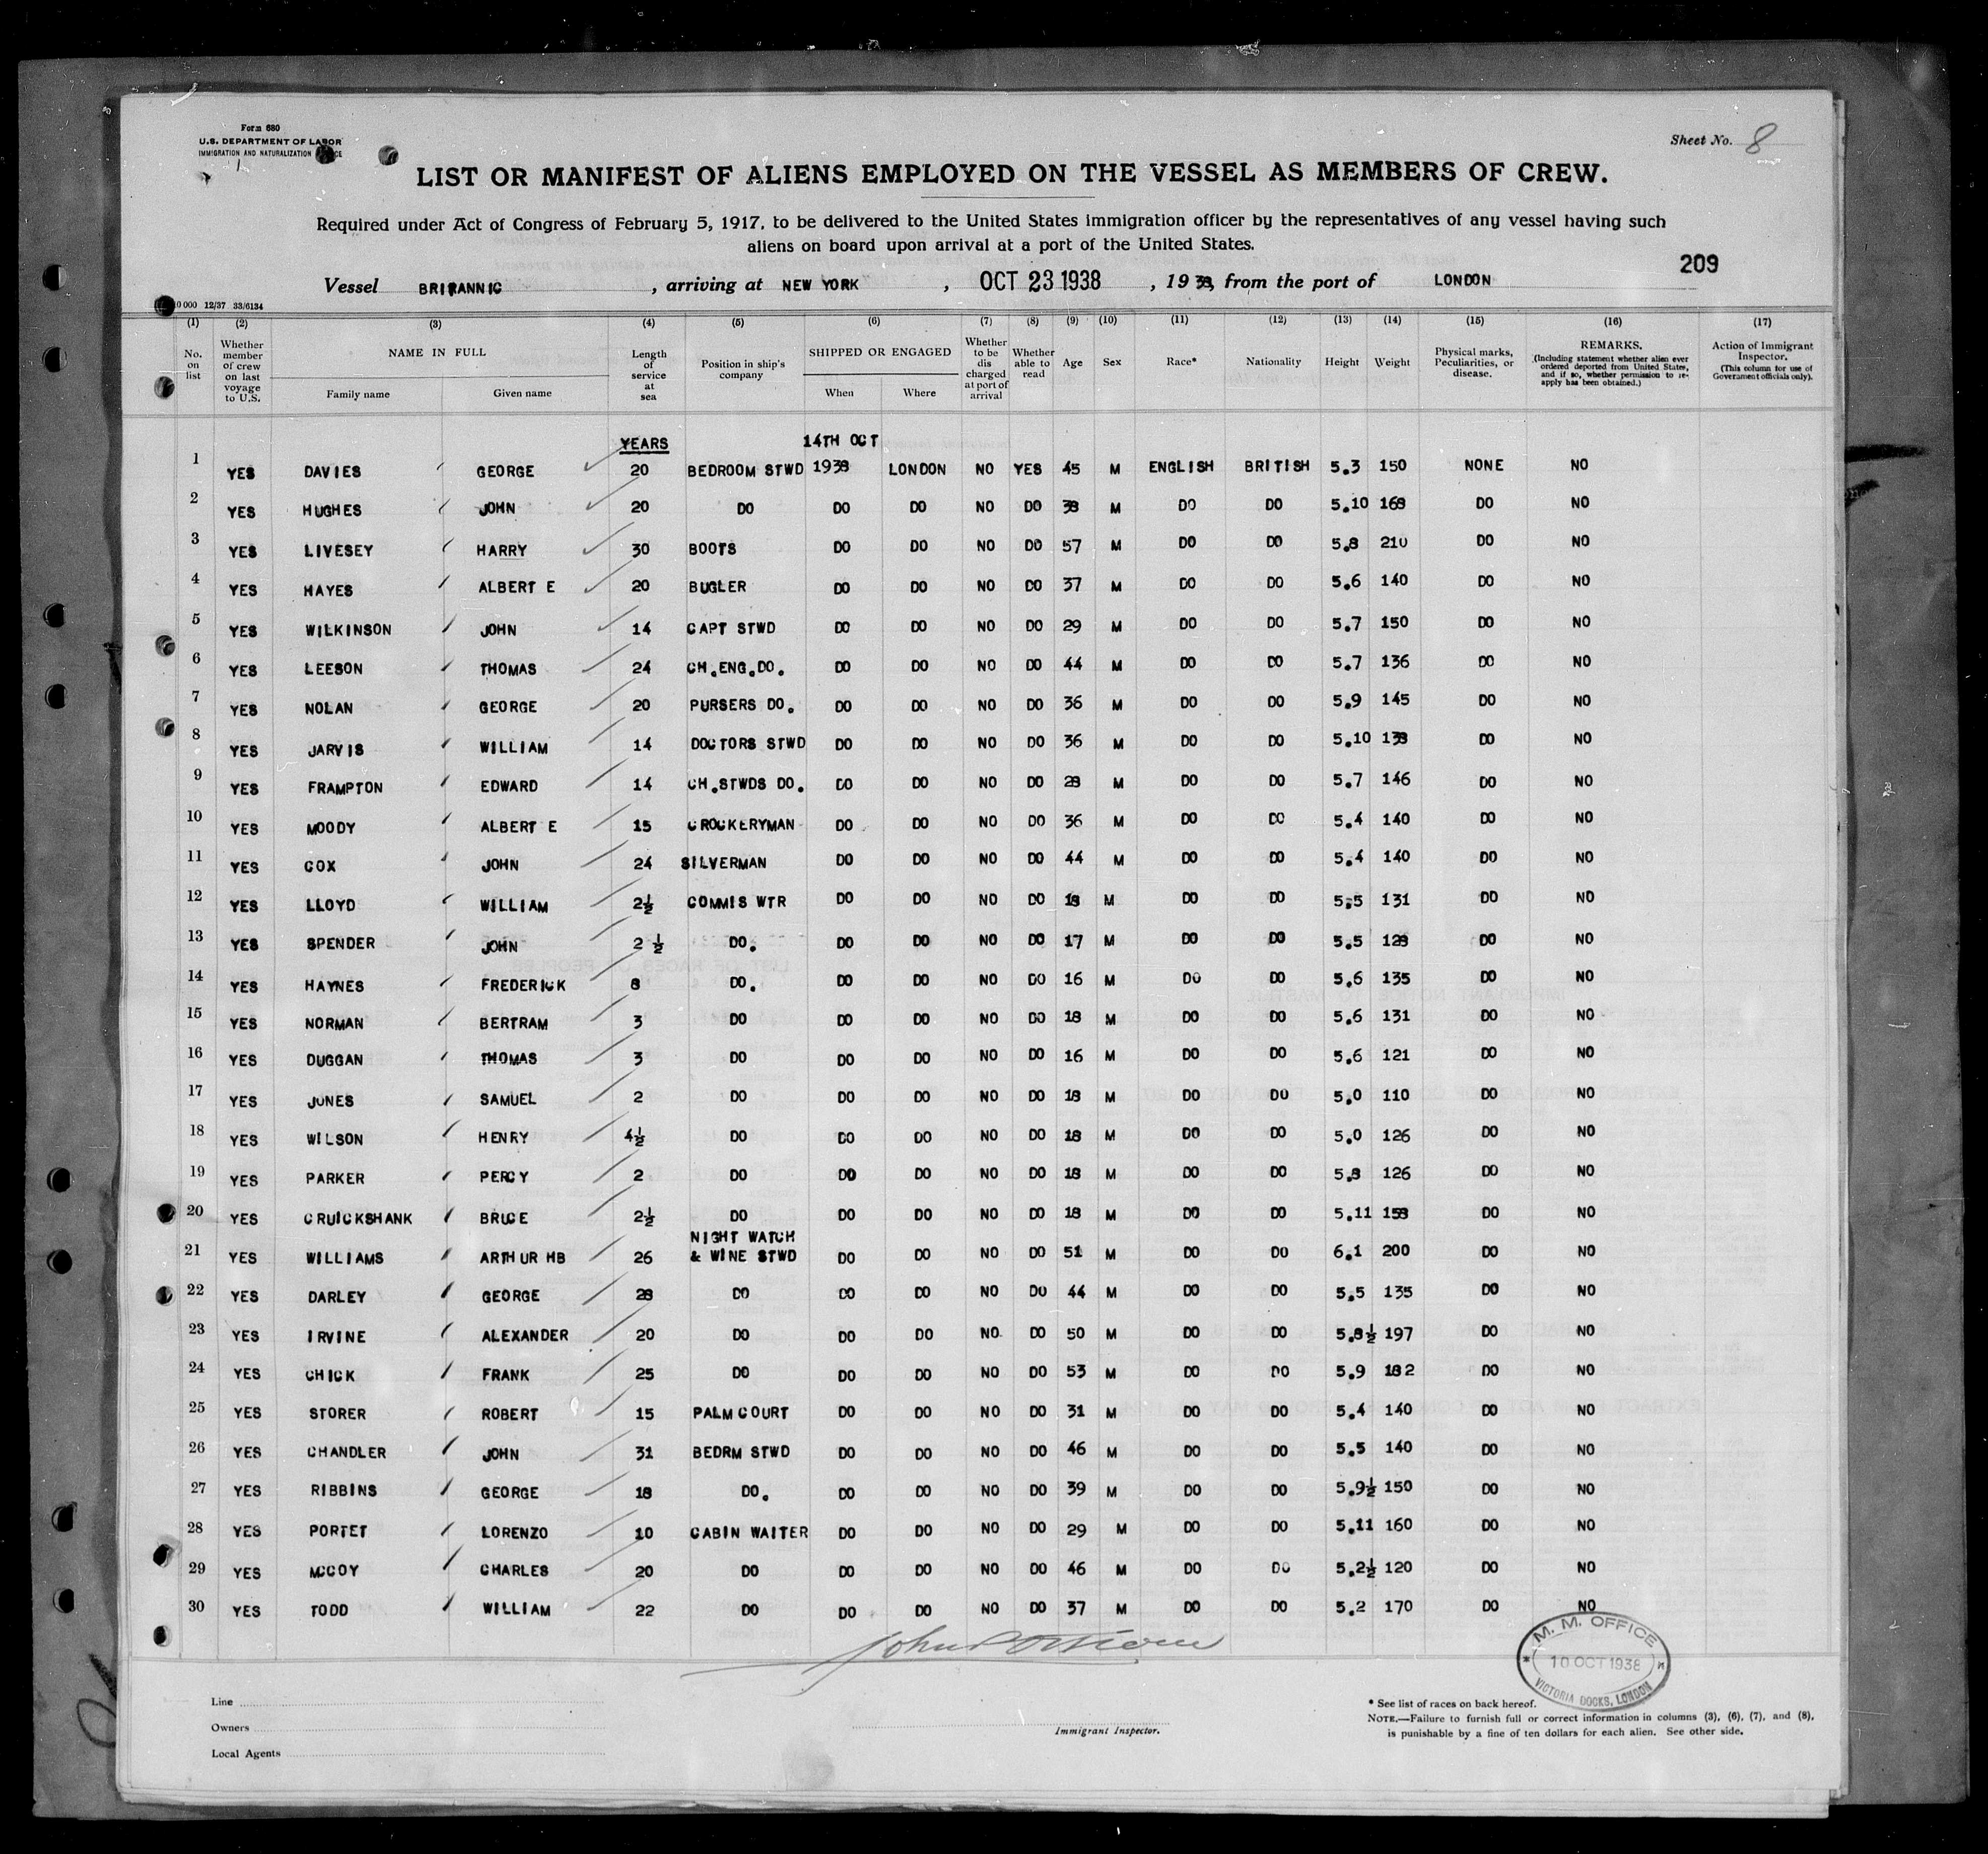 Form 680
U.S. DEPARTMENT OF LABOR
IMMIGRATION AND NATURALIZATION
Sheet No. 8
LIST OR MANIFEST OF ALIENS EMPLOYED ON THE VESSEL AS MEMBERS OF CREW.
Required under Act of Congress of February 5, 1917, to be delivered to the United States immigration officer by the representatives of any vessel having such
aliens on board upon arrival at a port of the United States.
209
Vessel BRITANNIC, arriving at NEW YORK, OCT 23 1938, 1938, from the port of LONDON
0000 12/37 33/6134
(1) (2) (3) (4) (5) (6) (7) (8) (9) (10) (11) (12) (13) (14) (15) (16) (17)
No. on list Whether member of crew on last voyage to U.S. NAME IN FULL Family name Given name Length of service at sea Position in ship's company SHIPPED OR ENGAGED When Where Whether to be dis charged at port of arrival Whether able to read Age Sex Race* Nationality Height Weight Physical marks, Peculiarities, or disease. REMARKS. (Including statement whether alien ever ordered deported from United States, and if so, whether permission to re-apply has been obtained.) Action of Immigrant Inspector. (This column for use of Government officials only).
YEARS 14TH OCT
1 YES DAVIES GEORGE 20 BEDROOM STWD 1938 LONDON NO YES 45 M ENGLISH BRITISH 5.3 150 NONE NO
2 YES HUGHES JOHN 20 DO DO DO NO DO 38 M DO DO 5.10 168 DO NO
3 YES LIVESEY HARRY 30 BOOTS DO DO NO DO 57 M DO DO 5.8 210 DO NO
4 YES HAYES ALBERT E 20 BUGLER DO DO NO DO 37 M DO DO 5.6 140 DO NO
5 YES WILKINSON JOHN 14 CAPT STWD DO DO NO DO 29 M DO DO 5.7 150 DO NO
6 YES LEESON THOMAS 24 CH.ENG.DO. DO DO NO DO 44 M DO DO 5.7 136 DO NO
7 YES NOLAN GEORGE 20 PURSERS DO. DO DO NO DO 36 M DO DO 5.9 145 DO NO
8 YES JARVIS WILLIAM 14 DOCTORS STWD DO DO NO DO 36 M DO DO 5.10 138 DO NO
9 YES FRAMPTON EDWARD 14 CH.STWDS DO. DO DO NO DO 28 M DO DO 5.7 146 DO NO
10 YES MOODY ALBERT E 15 CROCKERYMAN DO DO NO DO 36 M DO DO 5.4 140 DO NO
11 YES COX JOHN 24 SILVERMAN DO DO NO DO 44 M DO DO 5.4 140 DO NO
12 YES LLOYD WILLIAM 2½ COMMIS WTR DO DO NO DO 18 M DO DO 5.5 131 DO NO
13 YES SPENDER JOHN 2 ½ DO. DO DO NO DO 17 M DO DO 5.5 128 DO NO
14 YES HAYNES FREDERICK 8 DO. DO DO NO DO 16 M DO DO 5.6 135 DO NO
15 YES NORMAN BERTRAM 3 DO DO DO NO DO 18 M DO DO 5.6 131 DO NO
16 YES DUGGAN THOMAS 3 DO DO DO NO DO 16 M DO DO 5.6 121 DO NO
17 YES JONES SAMUEL 2 DO DO DO NO DO 18 M DO DO 5.0 110 DO NO
18 YES WILSON HENRY 4½ DO DO DO NO DO 18 M DO DO 5.0 126 DO NO
19 YES PARKER PERCY 2 DO DO DO NO DO 18 M DO DO 5.8 126 DO NO
20 YES CRUICKSHANK BRUCE 2½ DO DO DO NO DO 18 M DO DO 5.11 158 DO NO
NIGHT WATCH
21 YES WILLIAMS ARTHUR HB 26 & WINE STWD DO DO NO DO 51 M DO DO 6.1 200 DO NO
22 YES DARLEY GEORGE 28 DO DO DO NO DO 44 M DO DO 5.5 135 DO NO
23 YES IRVINE ALEXANDER 20 DO DO DO NO DO 50 M DO DO 5.8½ 197 DO NO
24 YES CHICK FRANK 25 DO DO DO NO DO 53 M DO DO 5.9 182 DO NO
25 YES STORER ROBERT 15 PALM COURT DO DO NO DO 31 M DO DO 5.4 140 DO NO
26 YES CHANDLER JOHN 31 BEDRM STWD DO DO NO DO 46 M DO DO 5.5 140 DO NO
27 YES RIBBINS GEORGE 18 DO. DO DO NO DO 39 M DO DO 5.9½ 150 DO NO
28 YES PORTET LORENZO 10 CABIN WAITER DO DO NO DO 29 M DO DO 5.11 160 DO NO
29 YES MCCOY CHARLES 20 DO DO DO NO DO 46 M DO DO 5.2½ 120 DO NO
30 YES TODD WILLIAM 22 DO DO DO NO DO 37 M DO DO 5.2 170 DO NO
M. M. OFFICE
10 OCT 1938
VICTORIA DOCKS, LONDON
Line
Owners
Local Agents
Immigrant Inspector.
* See list of races on back hereof.
NOTE.—Failure to furnish full or correct information in columns (3), (6), (7), and (8),
is punishable by a fine of ten dollars for each alien. See other side.